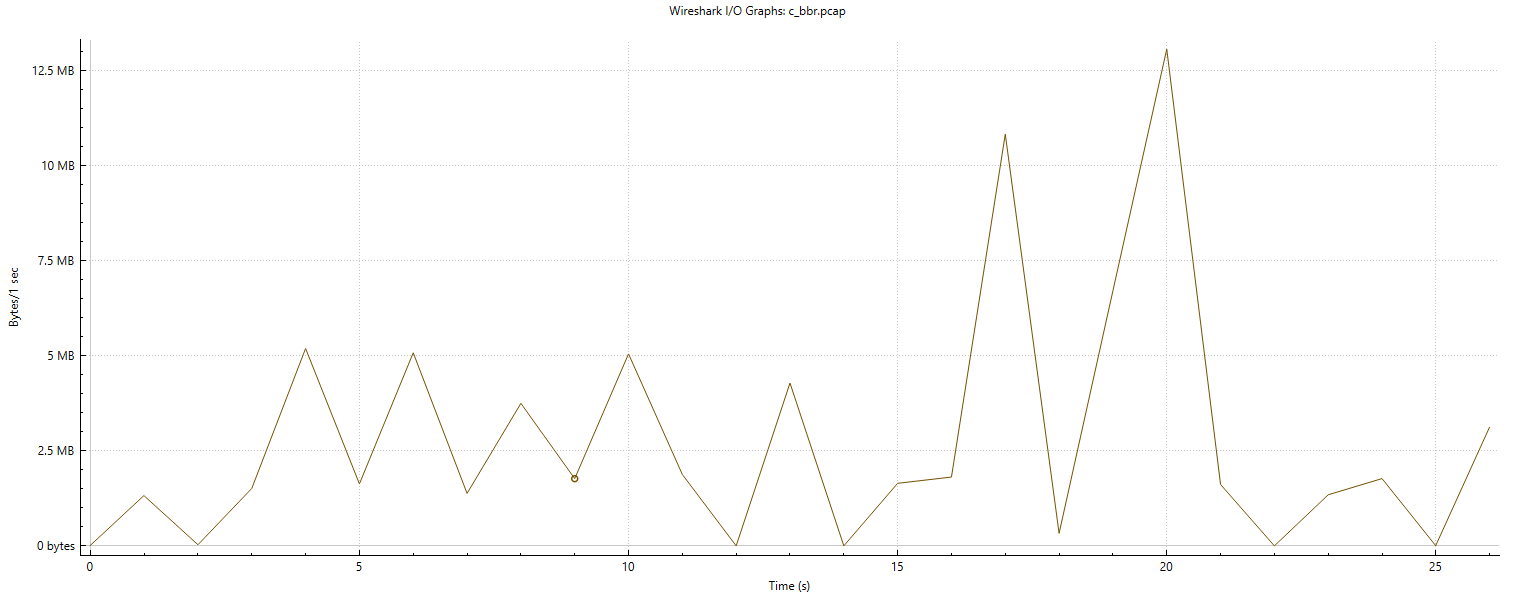 Wireshark I/O Graphs: c_bbr.pcap
12.5 MB
10 MB
7.5 MB
5 MB
2.5 MB
0 bytes
Bytes/1 sec
0 5 10 15 20 25
Time (s)